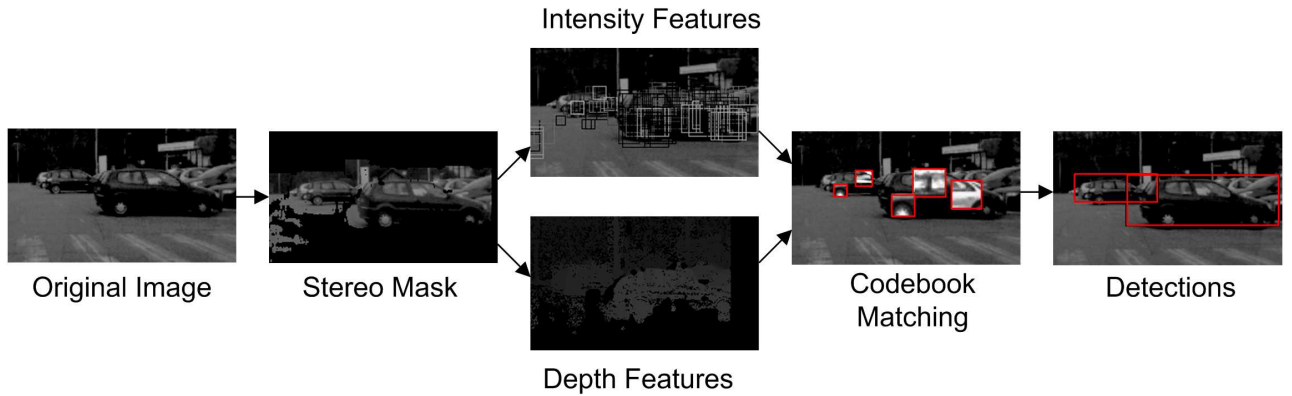 Intensity Features
Original Image
Stereo Mask
Depth Features
Codebook
Matching
Detections